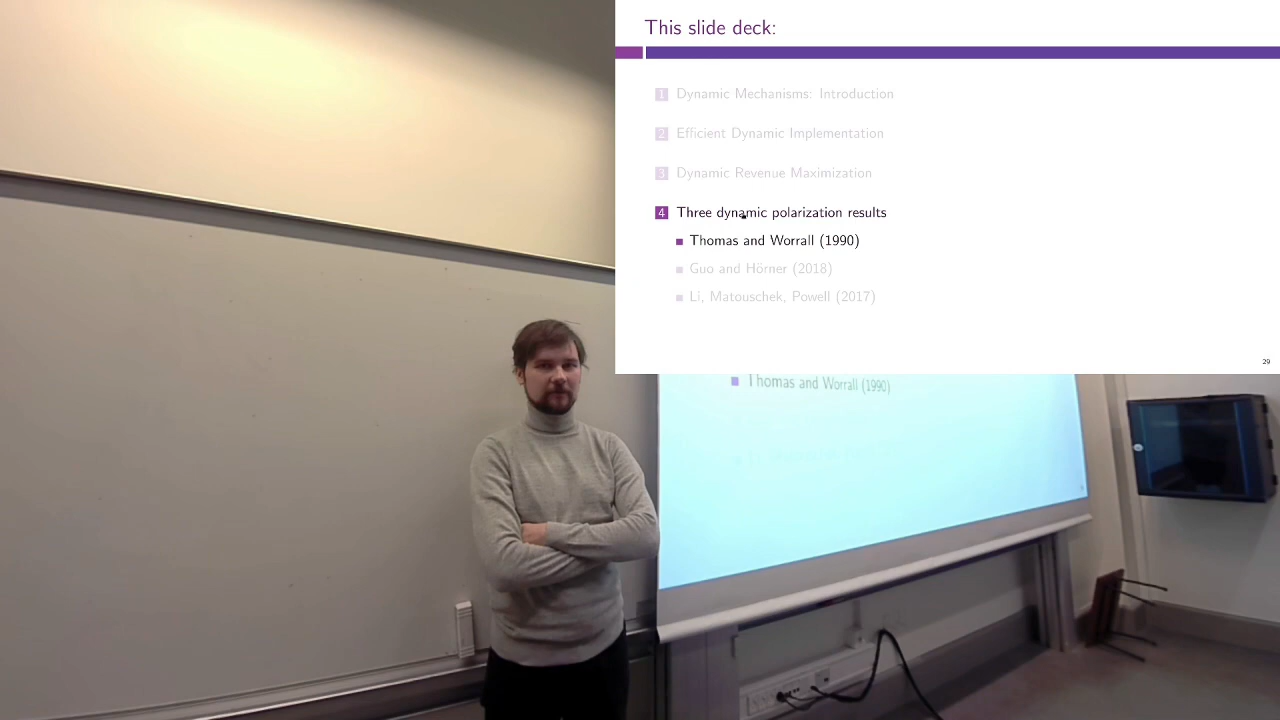 This slide deck:
1 Dynamic Mechanisms: Introduction
2 Efficient Dynamic Implementation
3 Dynamic Revenue Maximization
4 Three dynamic polarization results
Thomas and Worrall (1990)
Guo and Hörner (2018)
Li, Matouschek, Powell (2017)
29
Thomas and Worrall (1990)